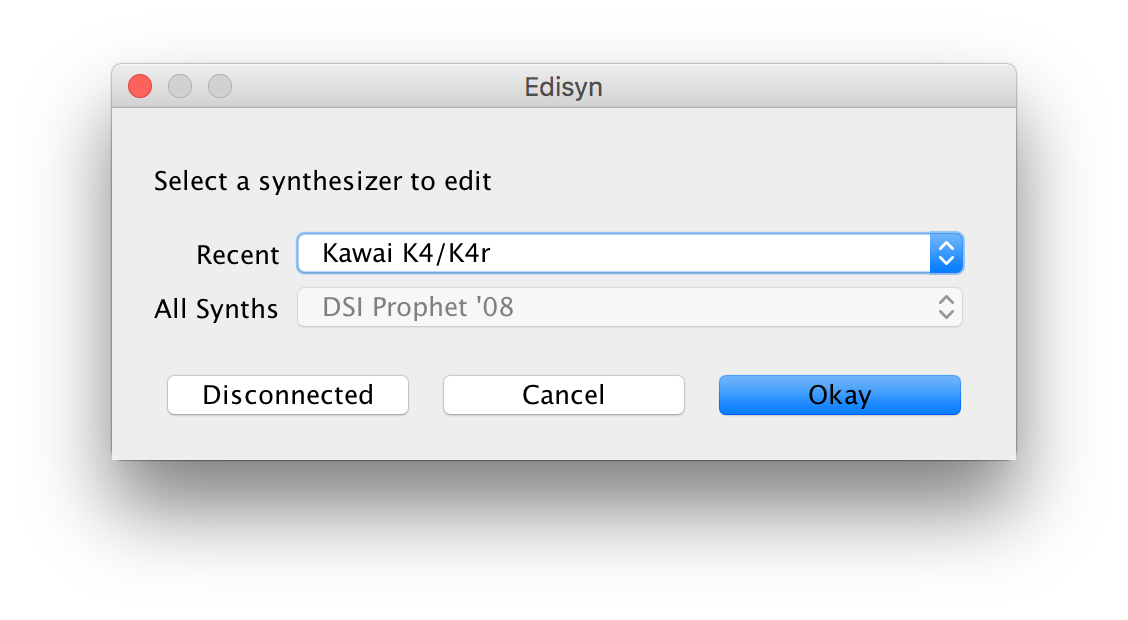 Edisyn
Select a synthesizer to edit
Recent Kawai K4/K4r
All Synths DSI Prophet '08
Disconnected Cancel Okay